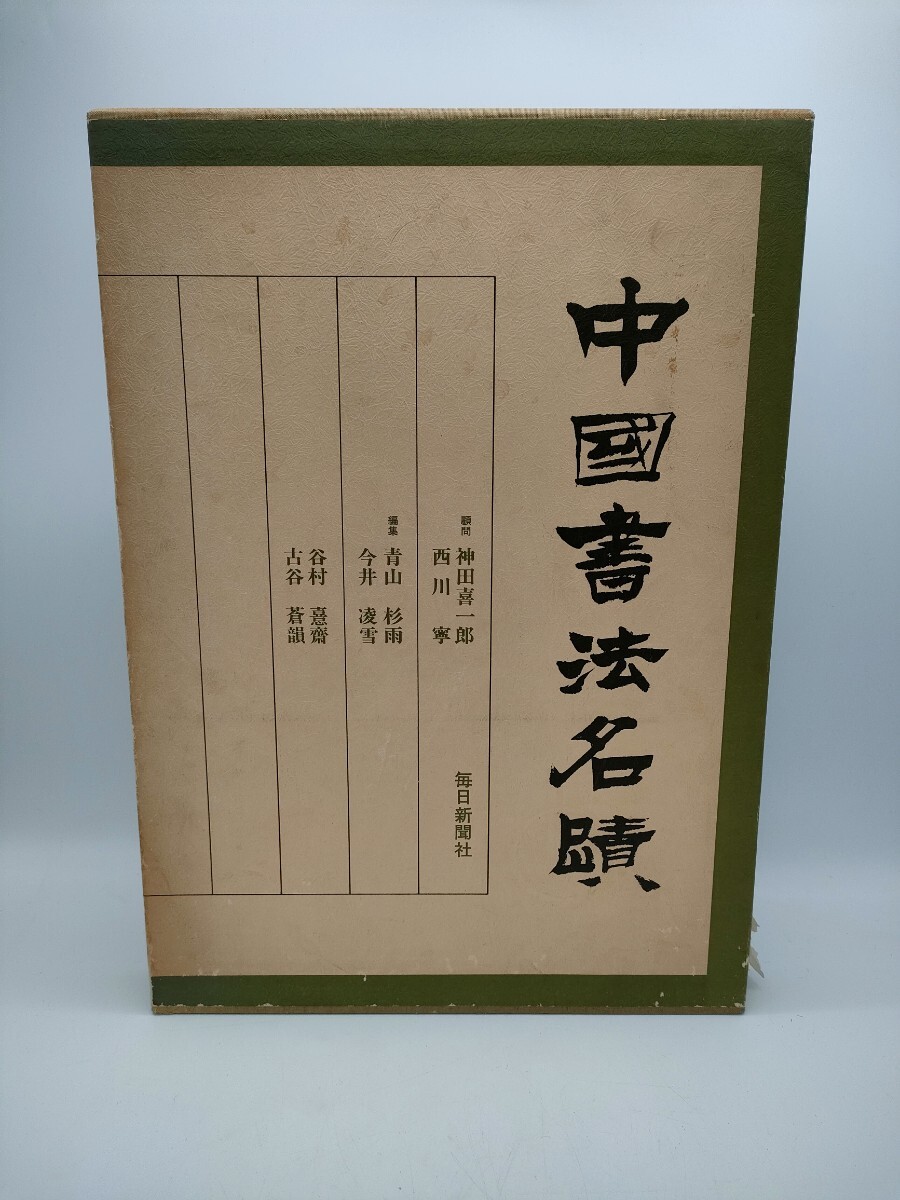 中國書法名蹟
顧問
神田喜一郎
西川 寧
編集
青山 杉雨
今井 凌雪
谷村 憙齋
古谷 蒼韻
毎日新聞社